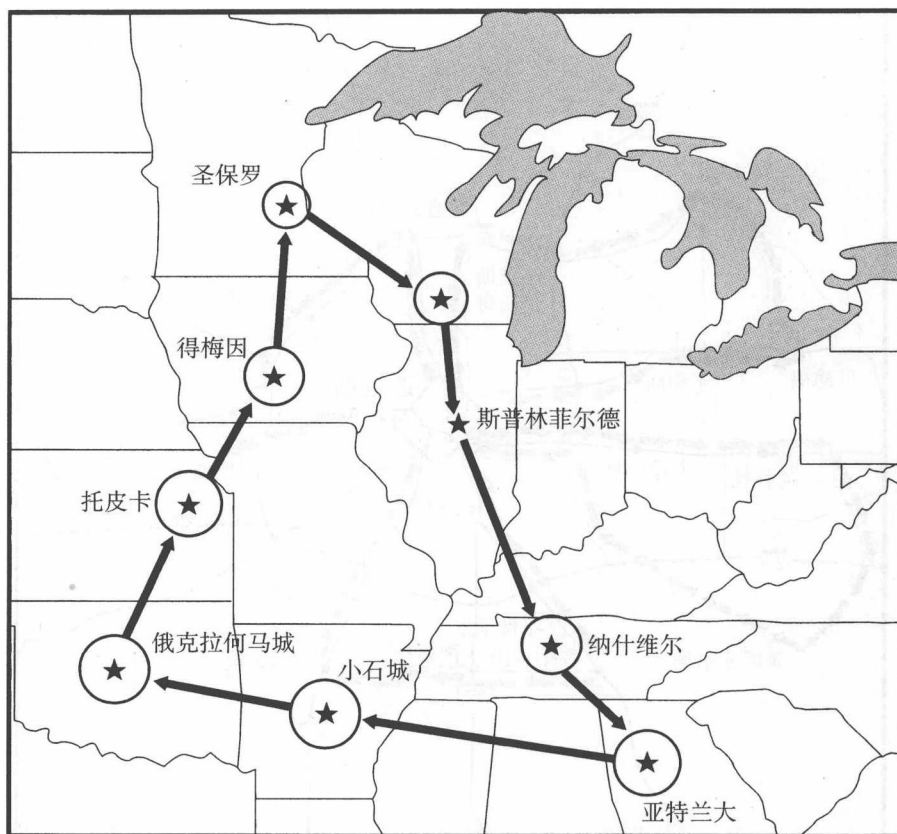 圣保罗
得梅因
斯普林菲尔德
托皮卡
俄克拉何马城
纳什维尔
小石城
亚特兰大